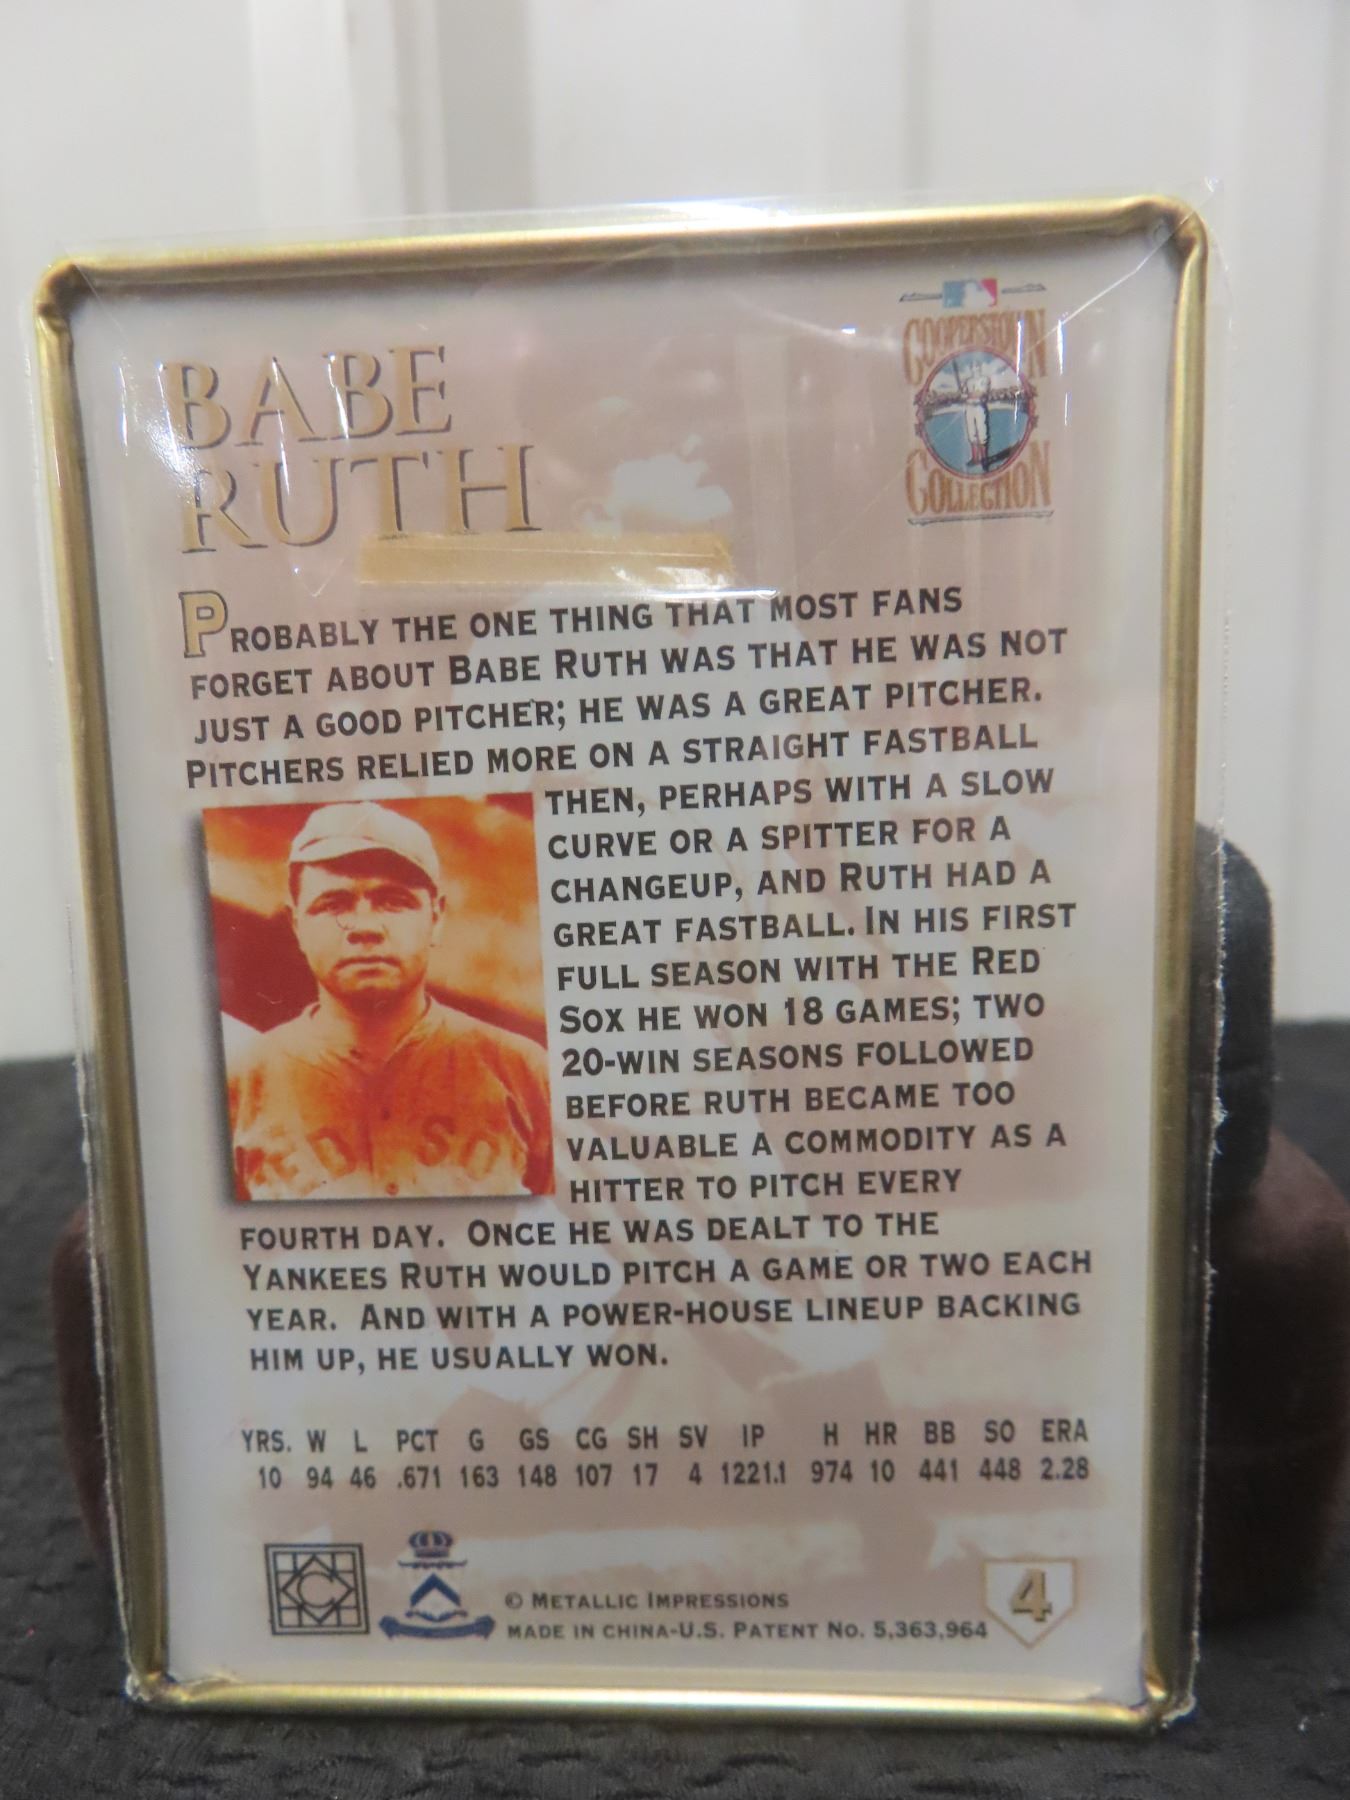 BABE
RUTH
COOPERSTOWN
COLLECTION
PROBABLY THE ONE THING THAT MOST FANS
FORGET ABOUT BABE RUTH WAS THAT HE WAS NOT
JUST A GOOD PITCHER; HE WAS A GREAT PITCHER.
PITCHERS RELIED MORE ON A STRAIGHT FASTBALL
THEN, PERHAPS WITH A SLOW
CURVE OR A SPITTER FOR A
CHANGEUP, AND RUTH HAD A
GREAT FASTBALL. IN HIS FIRST
FULL SEASON WITH THE RED
SOX HE WON 18 GAMES; TWO
20-WIN SEASONS FOLLOWED
BEFORE RUTH BECAME TOO
VALUABLE A COMMODITY AS A
HITTER TO PITCH EVERY
FOURTH DAY. ONCE HE WAS DEALT TO THE
YANKEES RUTH WOULD PITCH A GAME OR TWO EACH
YEAR. AND WITH A POWER-HOUSE LINEUP BACKING
HIM UP, HE USUALLY WON.
RED SOX
YRS. W L PCT G GS CG SH SV IP H HR BB SO ERA
10 94 46 .671 163 148 107 17 4 1221.1 974 10 441 448 2.28
C
© METALLIC IMPRESSIONS
MADE IN CHINA-U.S. PATENT NO. 5,363,964
4